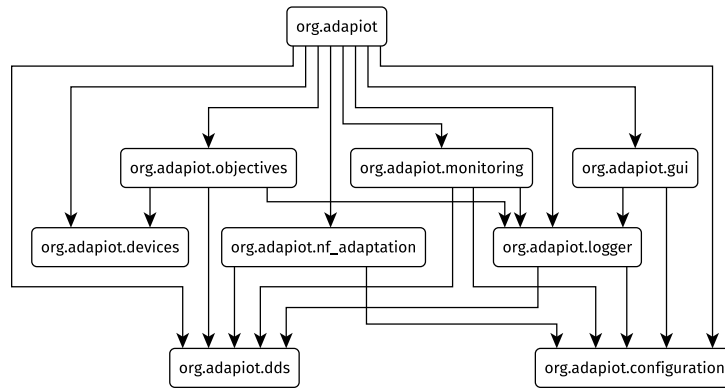 org.adapiot
org.adapiot.objectives
org.adapiot.monitoring
org.adapiot.gui
org.adapiot.devices
org.adapiot.nf_adaptation
org.adapiot.logger
org.adapiot.dds
org.adapiot.configuration